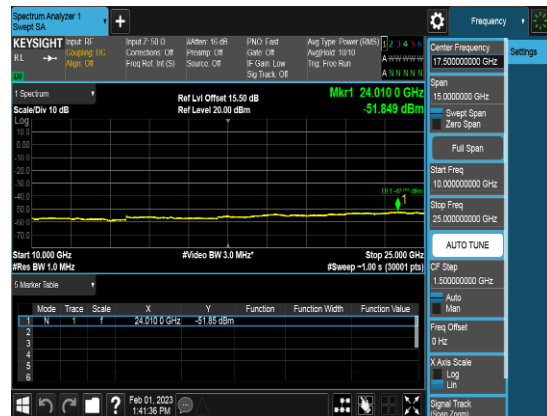 Spectrum Analyzer 1
Swept SA
Frequency
KEYSIGHT
RL
Input: RF
Coupling: DC
Align: Off
Input Z: 50 Ω
Corrections: Off
Freq Ref: Int (S)
#Atten: 16 dB
Preamp: Off
Source: Off
PNO: Fast
Gate: Off
IF Gain: Low
Sig Track: Off
Avg Type: Power (RMS)
Avg|Hold: 10/10
Trig: Free Run
1 2 3 4 5 6
A W W W W W
A N N N N N
LW
1 Spectrum
Scale/Div 10 dB
Log
Ref Lvl Offset 15.50 dB
Ref Level 20.00 dBm
Mkr1 24.010 0 GHz
-51.849 dBm
10.0
0.00
-10.0
-20.0
-30.0
-40.0
-50.0
-60.0
-70.0
1
Start 10.000 GHz
#Res BW 1.0 MHz
#Video BW 3.0 MHz*
Stop 25.000 GHz
#Sweep ~1.00 s (30001 pts)
5 Marker Table
Mode Trace Scale X Y Function Function Width Function Value
1 N 1 f 24.010 0 GHz -51.85 dBm
2
3
4
5
6
Feb 01, 2023
1:41:36 PM
Center Frequency
17.500000000 GHz
Settings
Span
15.0000000 GHz
Swept Span
Zero Span
Full Span
Start Freq
10.000000000 GHz
Stop Freq
25.000000000 GHz
AUTO TUNE
CF Step
1.500000000 GHz
Auto
Man
Freq Offset
0 Hz
X Axis Scale
Log
Lin
Signal Track
(Span Zoom)